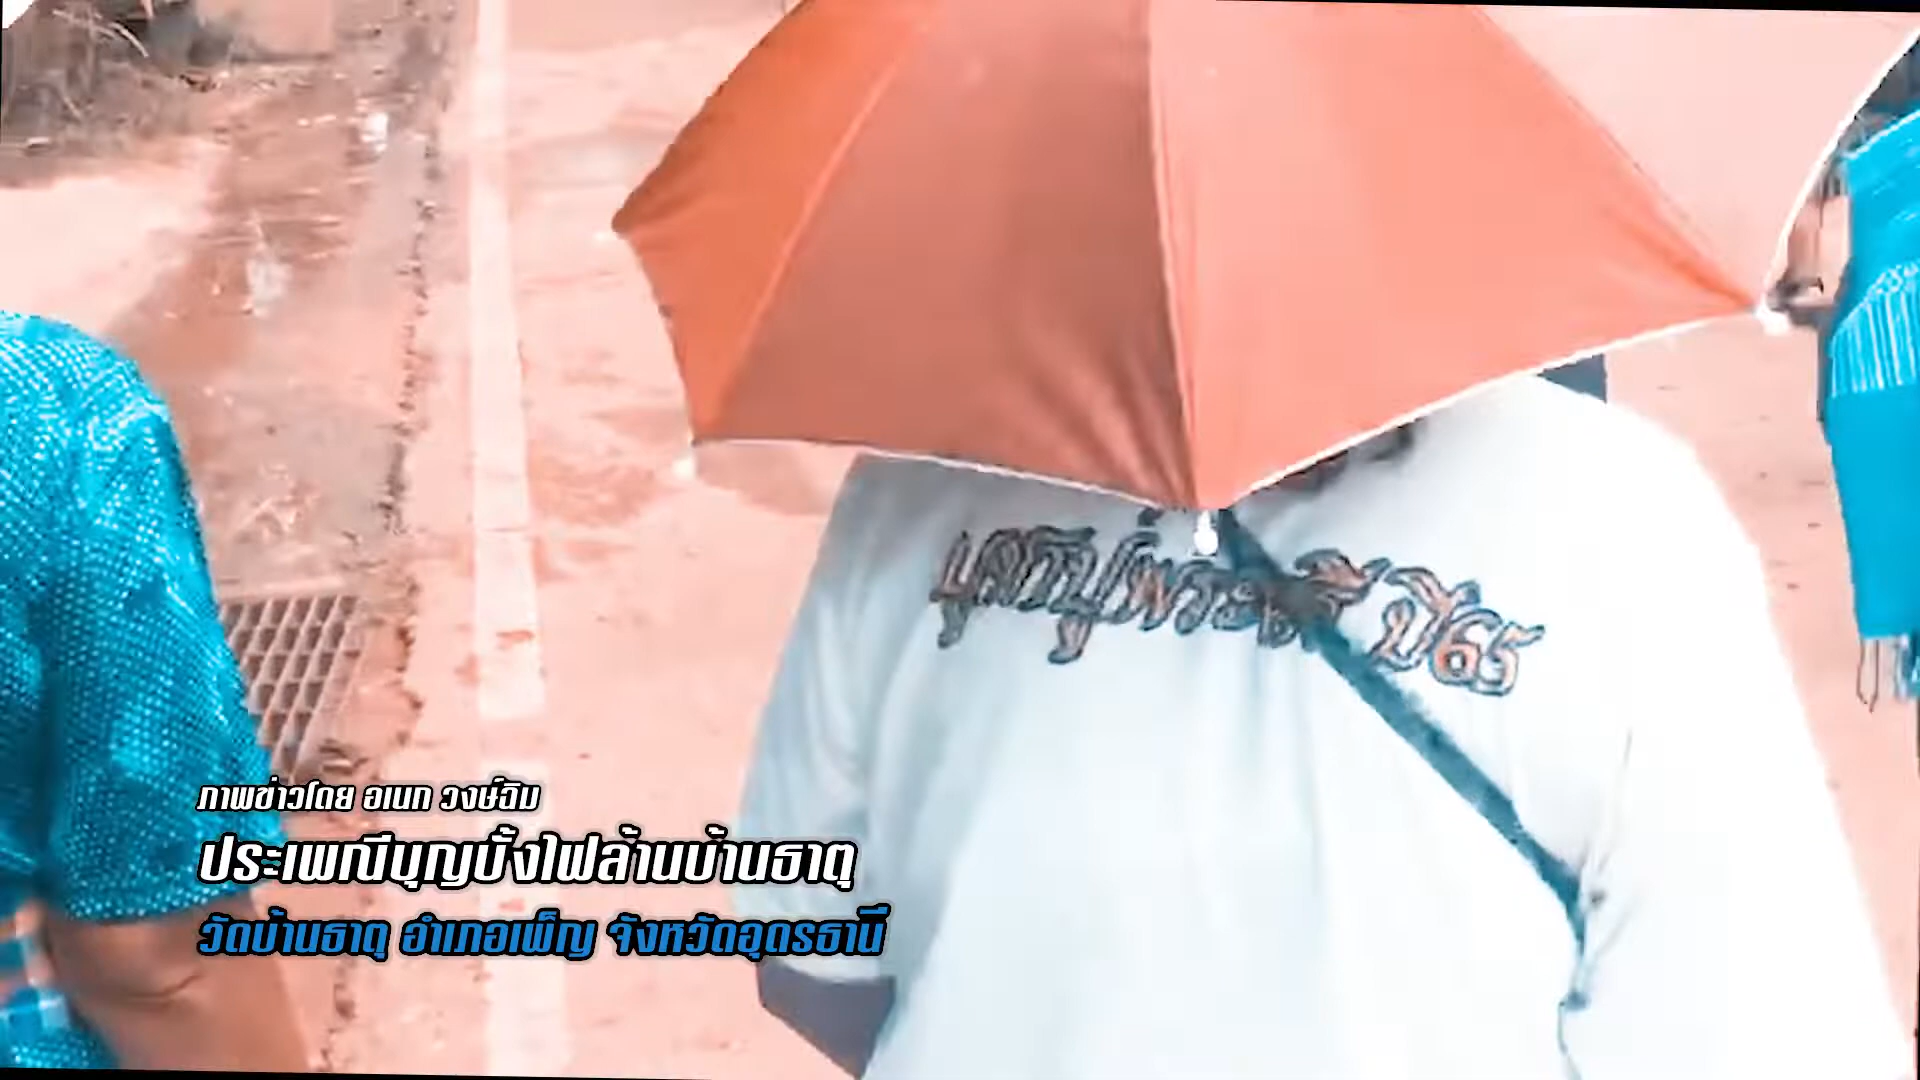 ปี65
ภาพข่าวโดย อเนก วงษ์ฉิม
ประเพณีบุญบั้งไฟล้านบ้านธาตุ
วัดบ้านธาตุ อำเภอเพ็ญ จังหวัดอุดรธานี